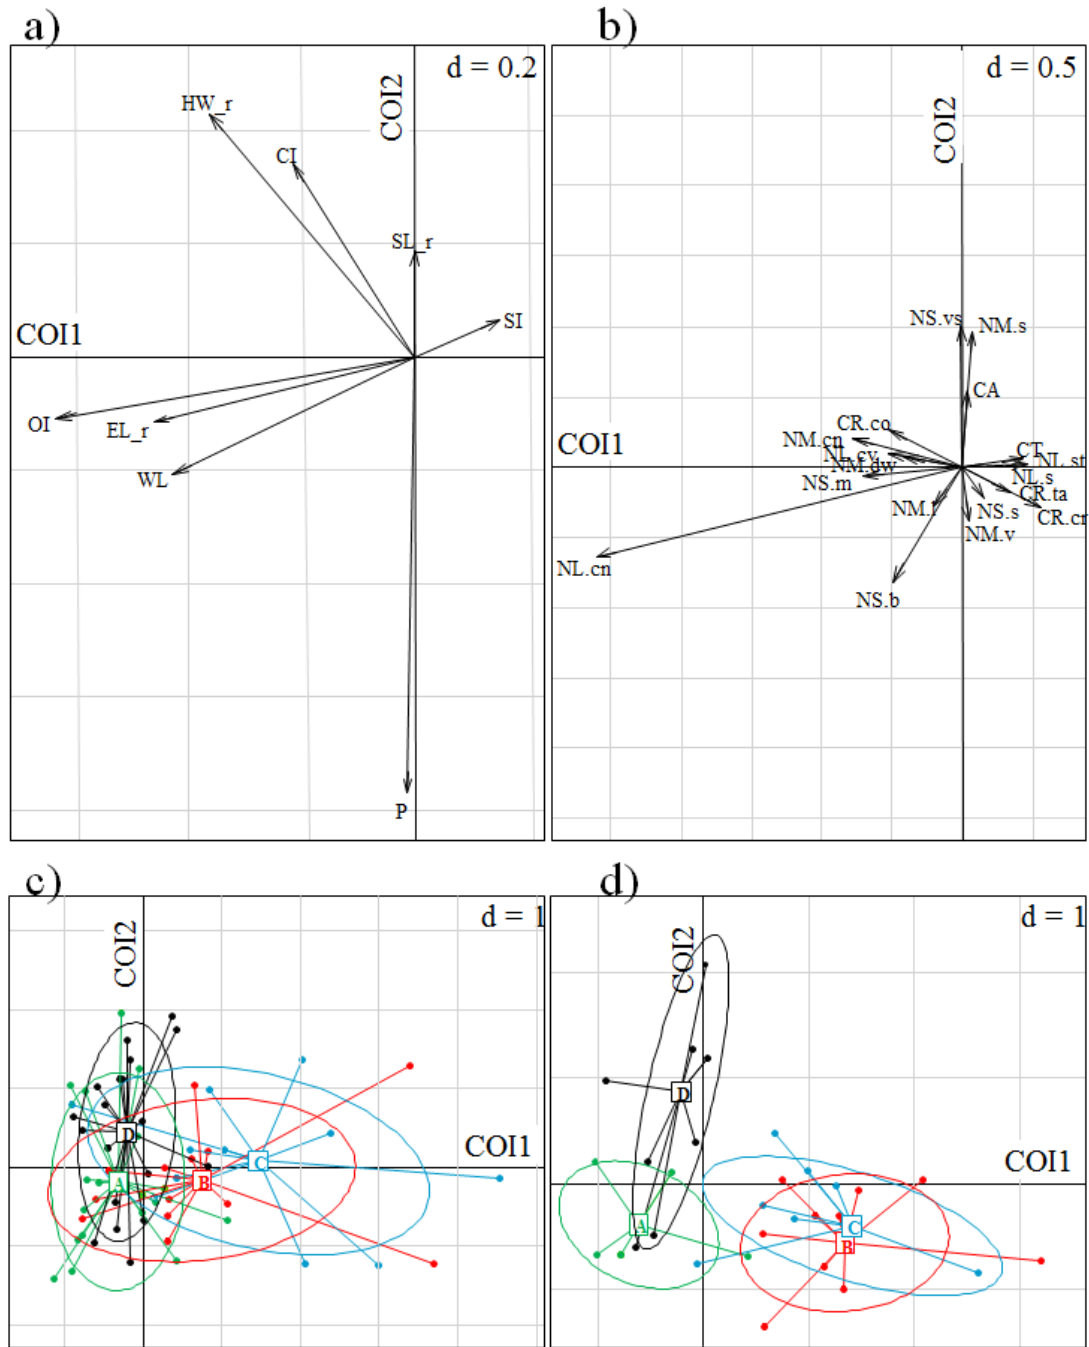 a)
d = 0.2
COI2
HW_r
CI
SL_r
SI
COI1
OI
EL_r
WL
P
b)
d = 0.5
COI2
NS.vs
NM.s
CA
CR.co
NM.cn
COI1
NL.cv
CT
NL.st
NM.dw
NS.m
NL.s
CR.ta
NS.s
CR.cr
NM.v
NL.cn
NS.b
c)
d = 1
COI2
COI1
D
C
A
B
d)
d = 1
COI2
COI1
D
A
C
B